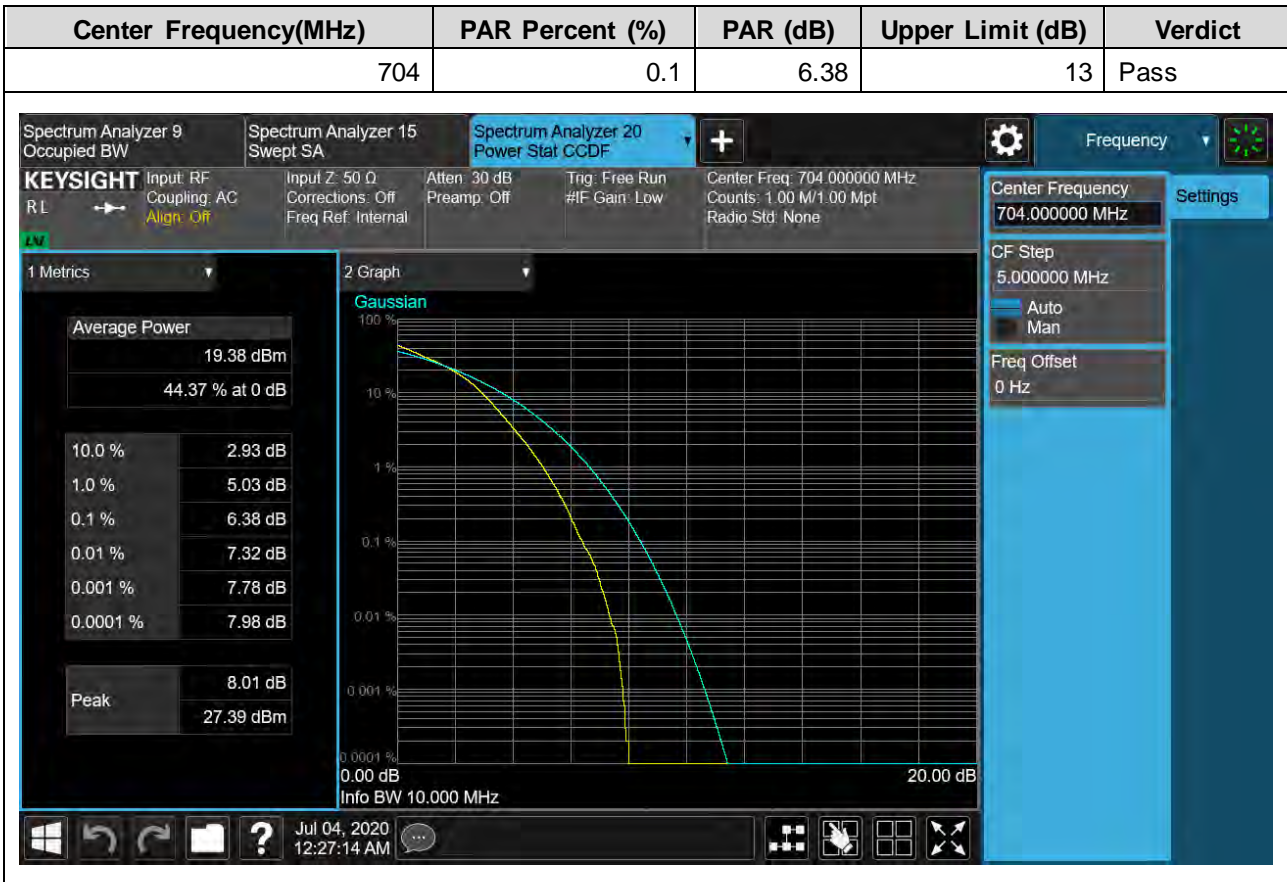 Center Frequency(MHz) PAR Percent (%) PAR (dB) Upper Limit (dB) Verdict
704 0.1 6.38 13 Pass
Spectrum Analyzer 9 Spectrum Analyzer 15 Spectrum Analyzer 20 + Frequency
Occupied BW Swept SA Power Stat CCDF
KEYSIGHT Input: RF Input Z: 50 Ω Atten: 30 dB Trig: Free Run Center Freq: 704.000000 MHz
RL Coupling: AC Corrections: Off Preamp: Off #IF Gain: Low Counts: 1.00 M/1.00 Mpt
Align: Off Freq Ref: Internal Radio Std: None
Center Frequency
704.000000 MHz
Settings
CF Step
5.000000 MHz
Auto
Man
Freq Offset
0 Hz
1 Metrics
Average Power
19.38 dBm
44.37 % at 0 dB
10.0 % 2.93 dB
1.0 % 5.03 dB
0.1 % 6.38 dB
0.01 % 7.32 dB
0.001 % 7.78 dB
0.0001 % 7.98 dB
Peak
8.01 dB
27.39 dBm
2 Graph
Gaussian
100 %
10 %
1 %
0.1 %
0.01 %
0.001 %
0.0001 %
0.00 dB 20.00 dB
Info BW 10.000 MHz
? Jul 04, 2020
12:27:14 AM